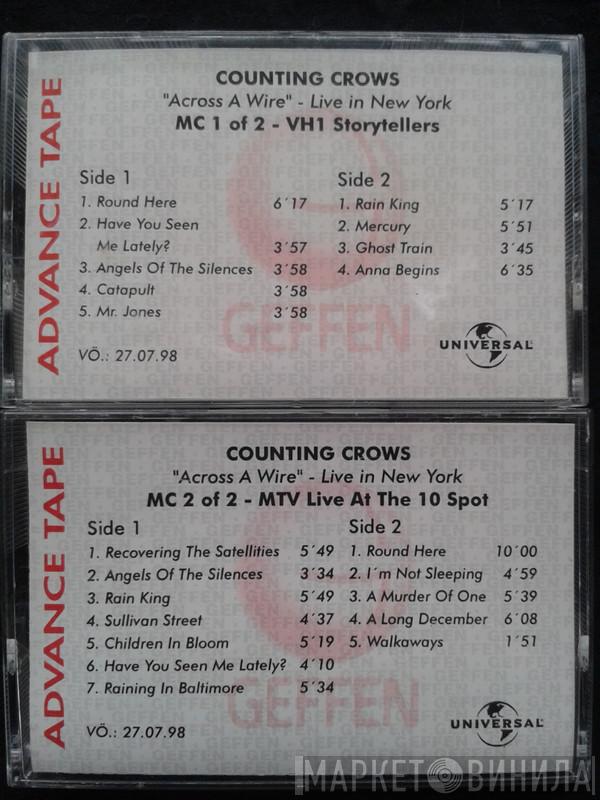 ADVANCE TAPE
COUNTING CROWS
"Across A Wire" - Live in New York
MC 1 of 2 - VH1 Storytellers
Side 1
1. Round Here 6´17
2. Have You Seen
Me Lately? 3´57
3. Angels Of The Silences 3´58
4. Catapult 3´58
5. Mr. Jones 3´58
VÖ.: 27.07.98
Side 2
1. Rain King 5´17
2. Mercury 5´51
3. Ghost Train 3´45
4. Anna Begins 6´35
GEFFEN
UNIVERSAL
ADVANCE TAPE
COUNTING CROWS
"Across A Wire" - Live in New York
MC 2 of 2 - MTV Live At The 10 Spot
Side 1
1. Recovering The Satellities 5´49
2. Angels Of The Silences 3´34
3. Rain King 5´49
4. Sullivan Street 4´37
5. Children In Bloom 5´19
6. Have You Seen Me Lately? 4´10
7. Raining In Baltimore 5´34
VÖ.: 27.07.98
Side 2
1. Round Here 10´00
2. I´m Not Sleeping 4´59
3. A Murder Of One 5´39
4. A Long December 6´08
5. Walkaways 1´51
GEFFEN
UNIVERSAL
МАРКЕТ ВИНИЛА